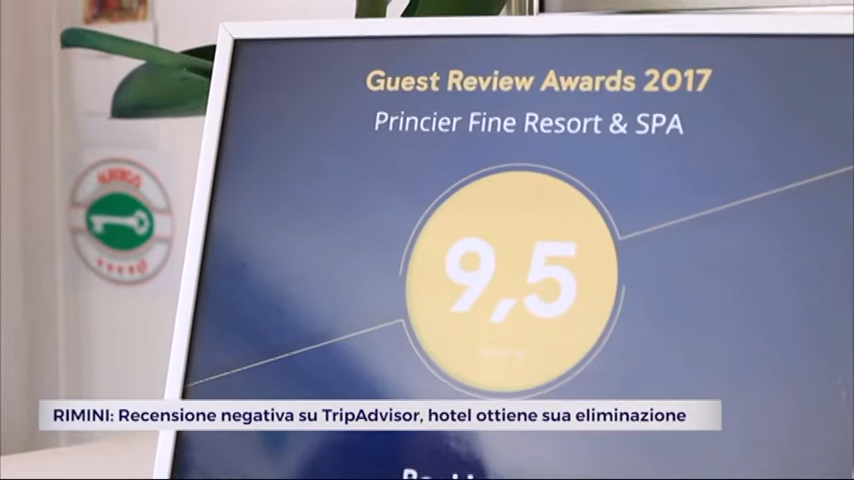 Guest Review Awards 2017
Princier Fine Resort & SPA
9,5
RIMINI: Recensione negativa su TripAdvisor, hotel ottiene sua eliminazione